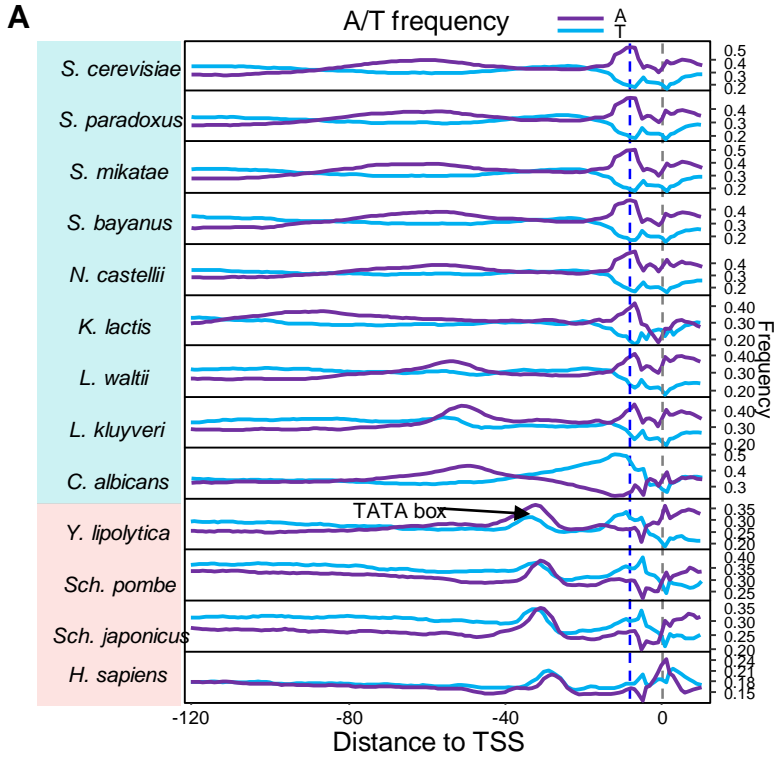 A
A/T frequency
A
T
S. cerevisiae
0.5
0.4
0.3
0.2
S. paradoxus
0.4
0.3
0.2
S. mikatae
0.5
0.4
0.3
0.2
S. bayanus
0.4
0.3
0.2
N. castellii
0.4
0.3
0.2
K. lactis
0.40
0.30
0.20
L. waltii
0.40
0.30
0.20
L. kluyveri
0.40
0.30
0.20
C. albicans
0.5
0.4
0.3
Y. lipolytica
TATA box
0.35
0.30
0.25
0.20
Sch. pombe
0.40
0.35
0.30
0.25
Sch. japonicus
0.35
0.30
0.25
0.20
H. sapiens
0.24
0.21
0.18
0.15
Frequency
-120
-80
-40
0
Distance to TSS